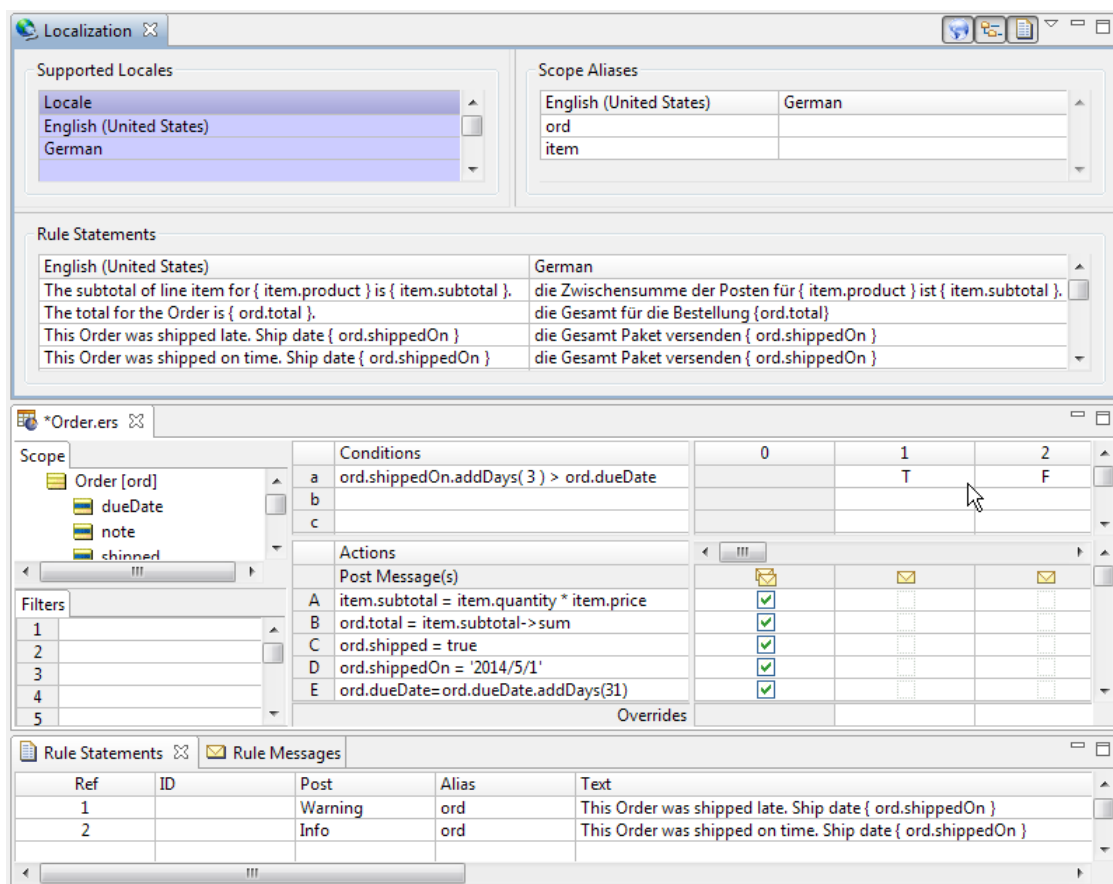 Localization
Supported Locales
Scope Aliases
Locale
English (United States)
German
English (United States) German
ord
item
Rule Statements
English (United States) German
The subtotal of line item for { item.product } is { item.subtotal }. die Zwischensumme der Posten für { item.product } ist { item.subtotal }.
The total for the Order is { ord.total }. die Gesamt für die Bestellung {ord.total}
This Order was shipped late. Ship date { ord.shippedOn } die Gesamt Paket versenden { ord.shippedOn }
This Order was shipped on time. Ship date { ord.shippedOn } die Gesamt Paket versenden { ord.shippedOn }
*Order.ers
Scope
Order [ord]
dueDate
note
shipped
Filters
1
2
3
4
5
Conditions 0 1 2
a ord.shippedOn.addDays( 3 ) > ord.dueDate T F
b
c
Actions
Post Message(s)
A item.subtotal = item.quantity * item.price
B ord.total = item.subtotal->sum
C ord.shipped = true
D ord.shippedOn = '2014/5/1'
E ord.dueDate=ord.dueDate.addDays(31)
Overrides
Rule Statements Rule Messages
Ref ID Post Alias Text
1 Warning ord This Order was shipped late. Ship date { ord.shippedOn }
2 Info ord This Order was shipped on time. Ship date { ord.shippedOn }